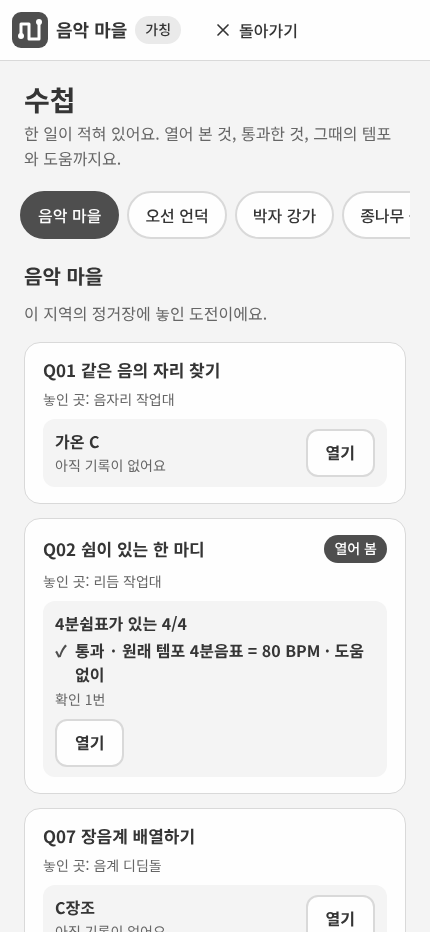 음악 마을 가칭 돌아가기
수첩
한 일이 적혀 있어요. 열어 본 것, 통과한 것, 그때의 템포
와 도움까지요.
음악 마을 오선 언덕 박자 강가 종나무
음악 마을
이 지역의 정거장에 놓인 도전이에요.
Q01 같은 음의 자리 찾기
놓인 곳: 음자리 작업대
가온 C
아직 기록이 없어요
열기
Q02 쉼이 있는 한 마디 열어 봄
놓인 곳: 리듬 작업대
4분쉼표가 있는 4/4
✓ 통과 · 원래 템포 4분음표 = 80 BPM · 도움
없이
확인 1번
열기
Q07 장음계 배열하기
놓인 곳: 음계 디딤돌
C장조
아직 기록이 없어요
열기